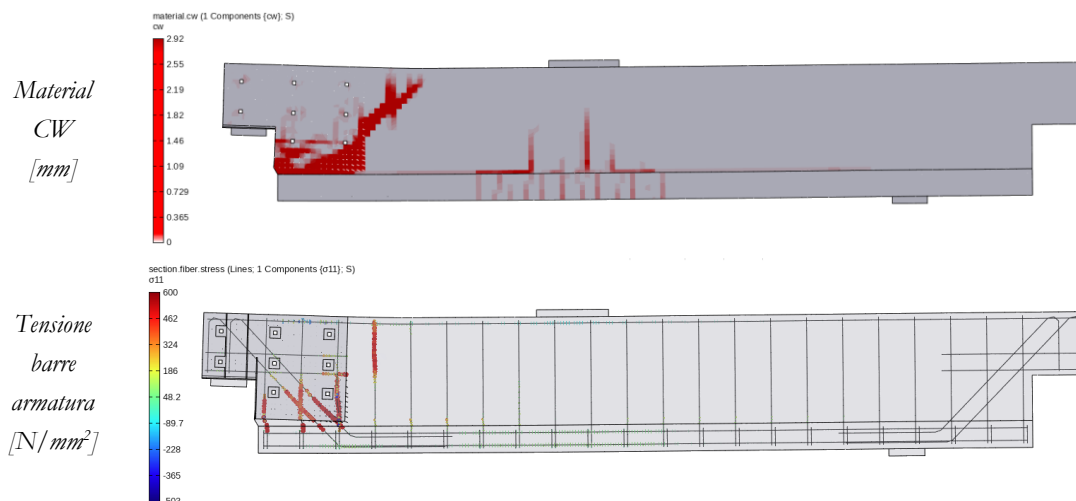 material.cw (1 Components {cw}; S)
cw
2.92
2.55
2.19
1.82
1.46
1.09
0.729
0.365
0
Material
CW
[mm]
section.fiber.stress (Lines; 1 Components {σ11}; S)
σ11
600
462
324
186
48.2
-89.7
-228
-365
-503
Tensione
barre
armatura
[N/mm²]